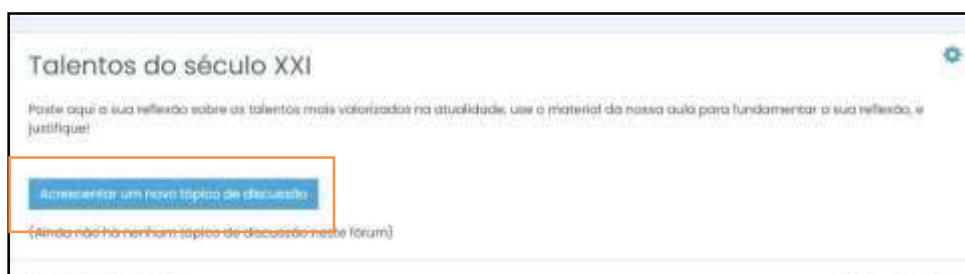 Talentos do século XXI
Poste aqui a sua reflexão sobre os talentos mais valorizados na atualidade, use o material da nossa aula para fundamentar a sua reflexão, e
justifique!
Acrescentar um novo tópico de discussão
(Ainda não há nenhum tópico de discussão neste fórum)